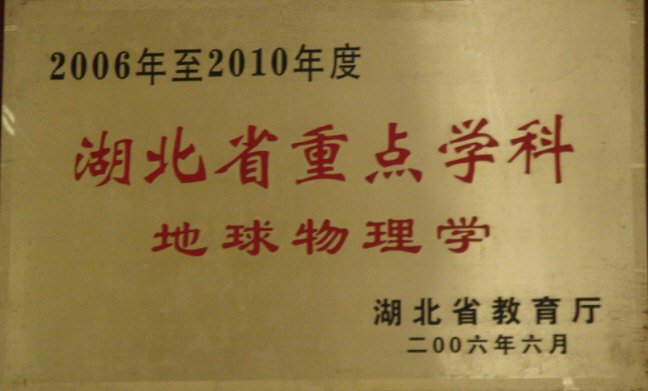 2006年至2010年度
湖北省重点学科
地球物理学
湖北省教育厅
二00六年六月